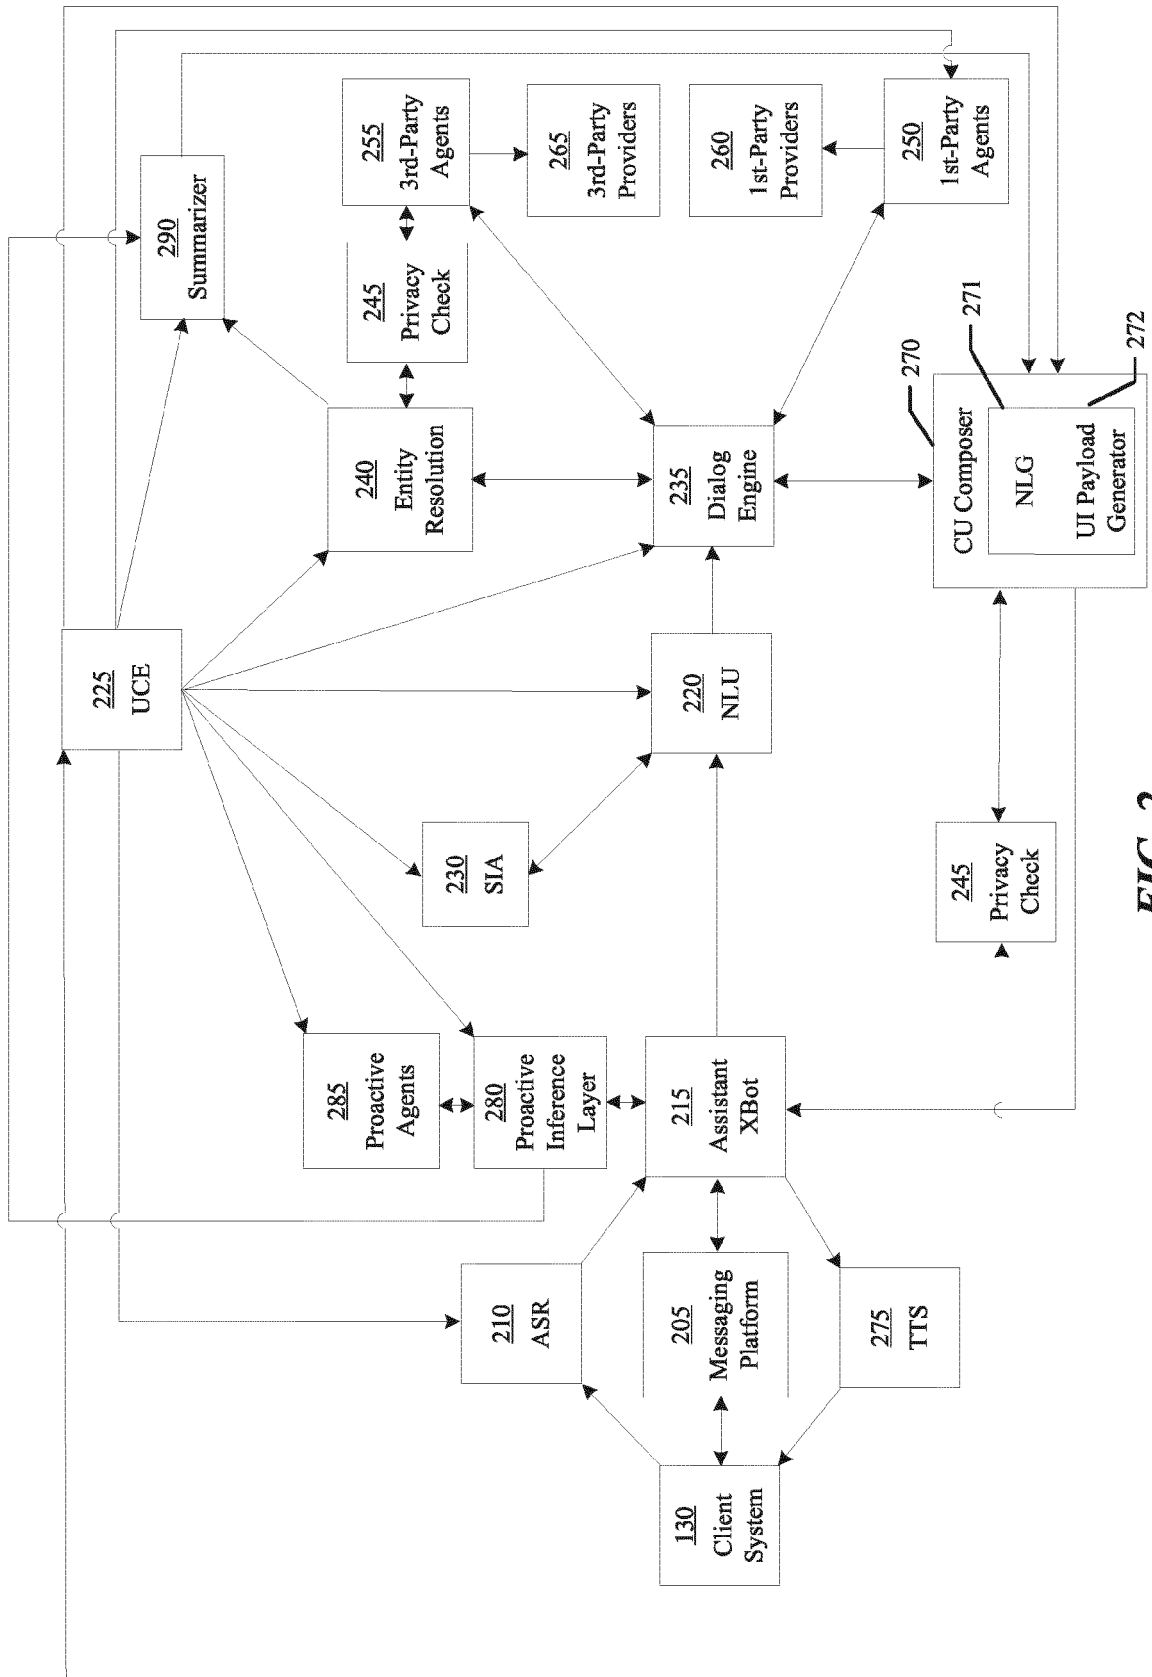 225
UCE
290
Summarizer
285
Proactive
Agents
240
Entity
Resolution
245
Privacy
Check
255
3rd-Party
Agents
210
ASR
280
Proactive
Inference
Layer
230
SIA
265
3rd-Party
Providers
130
Client
System
205
Messaging
Platform
215
Assistant
XBot
220
NLU
235
Dialog
Engine
260
1st-Party
Providers
275
TTS
250
1st-Party
Agents
245
Privacy
Check
270
CU Composer
271
NLG
272
UI Payload
Generator
FIG. 2